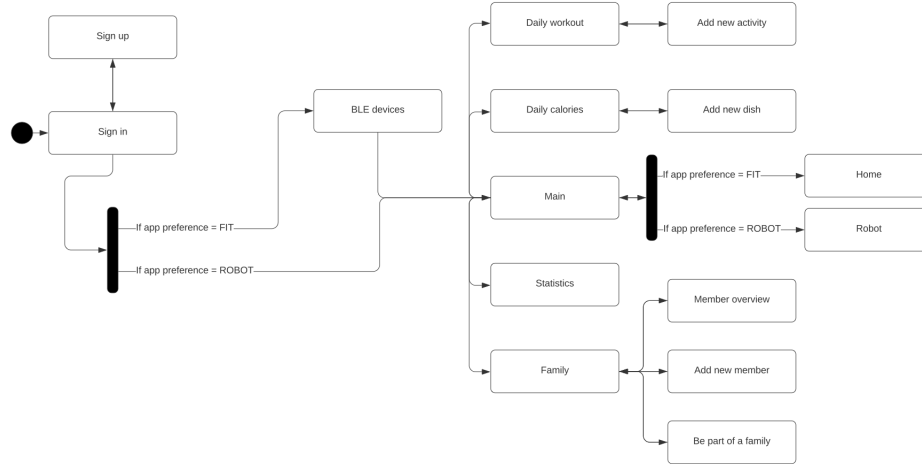 Sign up
Sign in
BLE devices
If app preference = FIT
If app preference = ROBOT
Daily workout
Add new activity
Daily calories
Add new dish
Main
If app preference = FIT
Home
If app preference = ROBOT
Robot
Statistics
Family
Member overview
Add new member
Be part of a family